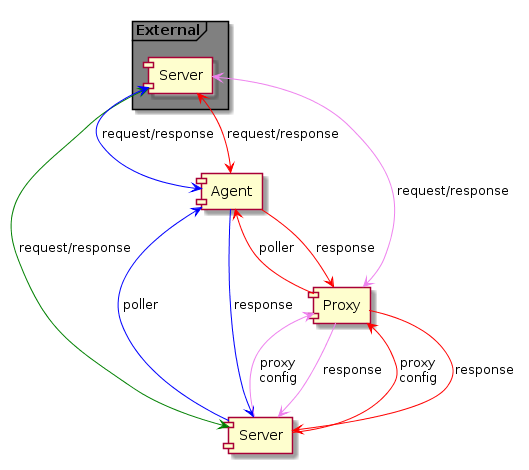 External
Server
request/response
request/response
Agent
request/response
poller
response
request/response
poller
response
Proxy
proxy
config
response
proxy
config
response
Server